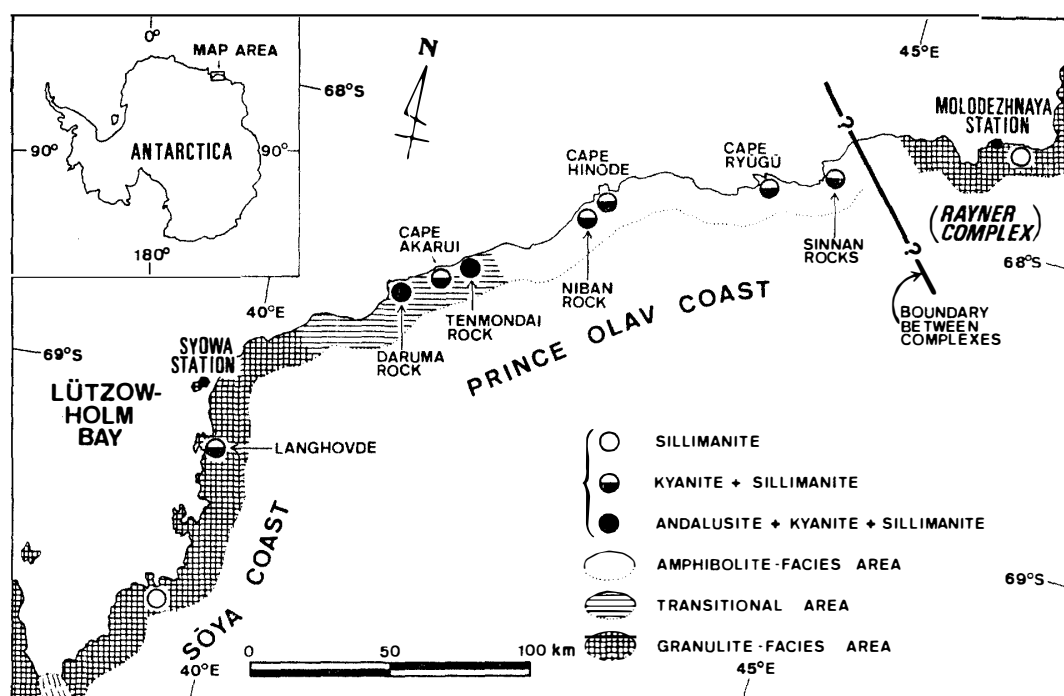 0°
MAP AREA
90°
ANTARCTICA
90°
180°
N
68°S
45°E
MOLODEZHNAYA
STATION
?
(RAYNER
COMPLEX)
68°S
?
BOUNDARY
BETWEEN
COMPLEXES
CAPE
HINŌDE
CAPE
RYŪGŪ
SINNAN
ROCKS
NIBAN
ROCK
CAPE
AKARUI
TENMONDAI
ROCK
DARUMA
ROCK
PRINCE OLAV COAST
40°E
69°S
SYOWA
STATION
LÜTZOW-
HOLM
BAY
LANGHOVDE
SŌYA COAST
SILLIMANITE
KYANITE + SILLIMANITE
ANDALUSITE + KYANITE + SILLIMANITE
AMPHIBOLITE-FACIES AREA
TRANSITIONAL AREA
GRANULITE-FACIES AREA
69°S
0 50 100 km
40°E
45°E